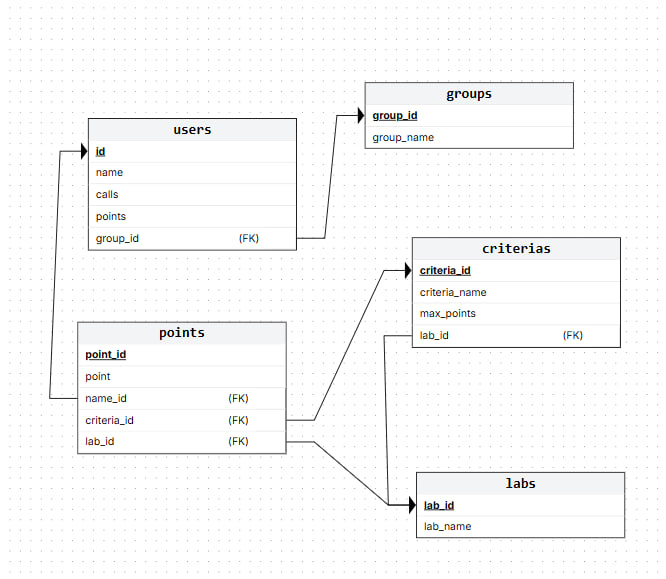 groups
group_id
group_name
users
id
name
calls
points
group_id (FK)
criterias
criteria_id
criteria_name
max_points
lab_id (FK)
points
point_id
point
name_id (FK)
criteria_id (FK)
lab_id (FK)
labs
lab_id
lab_name